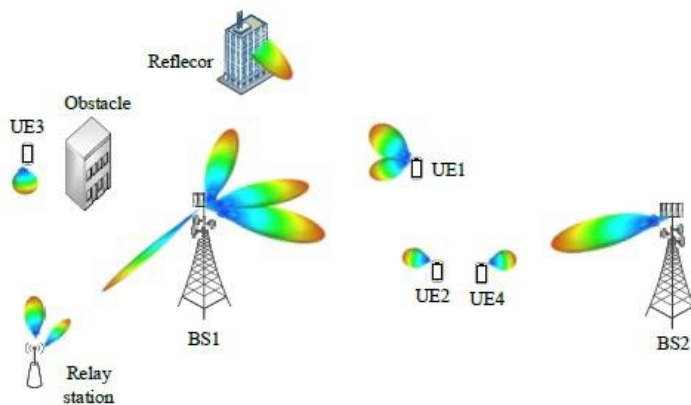 Reflecor
Obstacle
UE3
UE1
UE2
UE4
BS1
BS2
Relay
station